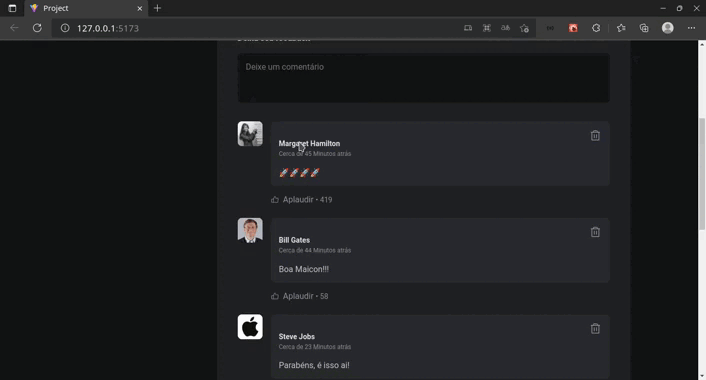 Project
127.0.0.1:5173
Deixe um comentário
Margaret Hamilton
Cerca de 45 Minutos atrás
🚀🚀🚀🚀
Aplaudir • 419
Bill Gates
Cerca de 44 Minutos atrás
Boa Maicon!!!
Aplaudir • 58
Steve Jobs
Cerca de 23 Minutos atrás
Parabéns, é isso ai!